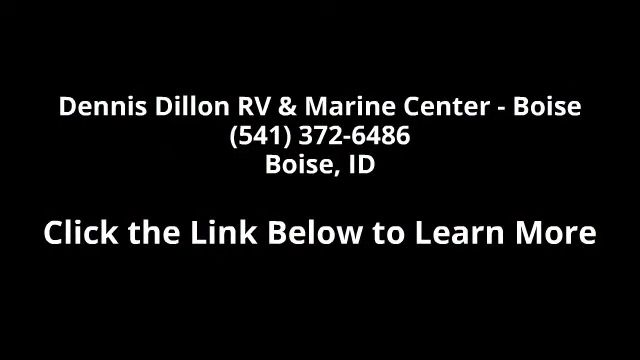 Dennis Dillon RV & Marine Center - Boise
(541) 372-6486
Boise, ID
Click the Link Below to Learn More